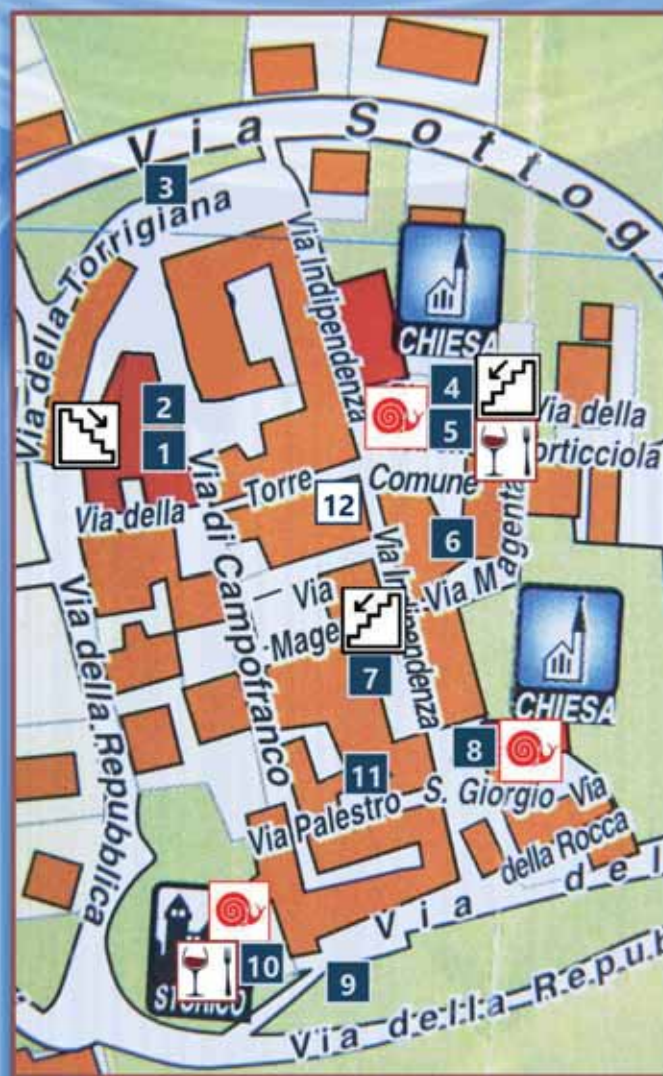 Via Sottog
3
Via della Torrigiana
Via Indipendenza
CHIESA
4
2
5
Via della
1
orticciola
Torre
12
Comune
Via della
Via di Campofranco
6
Via Magenta
Via Indipendenza
Via
Mage
CHIESA
7
Via della Repubblica
8
11
S. Giorgio
Via
Via Palestro
della Rocca
Via del
10
9
STORICO
Via della Repub